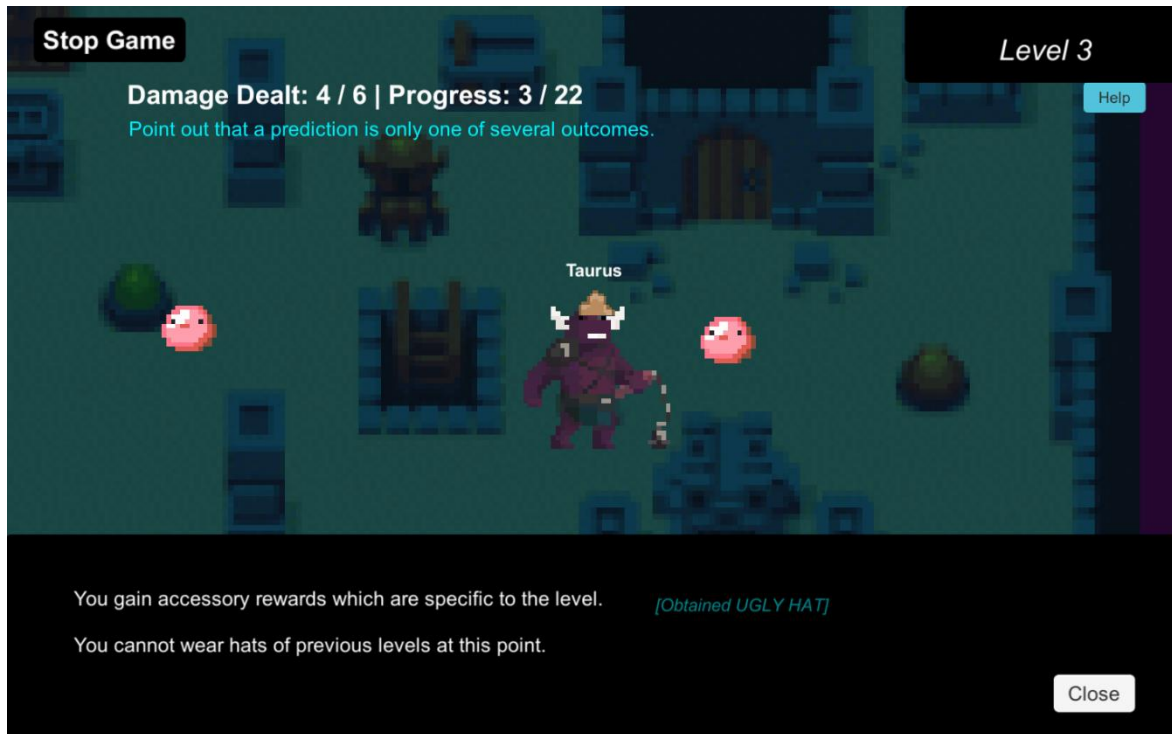 Stop Game
Level 3
Damage Dealt: 4 / 6 | Progress: 3 / 22
Help
Point out that a prediction is only one of several outcomes.
Taurus
You gain accessory rewards which are specific to the level.
[Obtained UGLY HAT]
You cannot wear hats of previous levels at this point.
Close